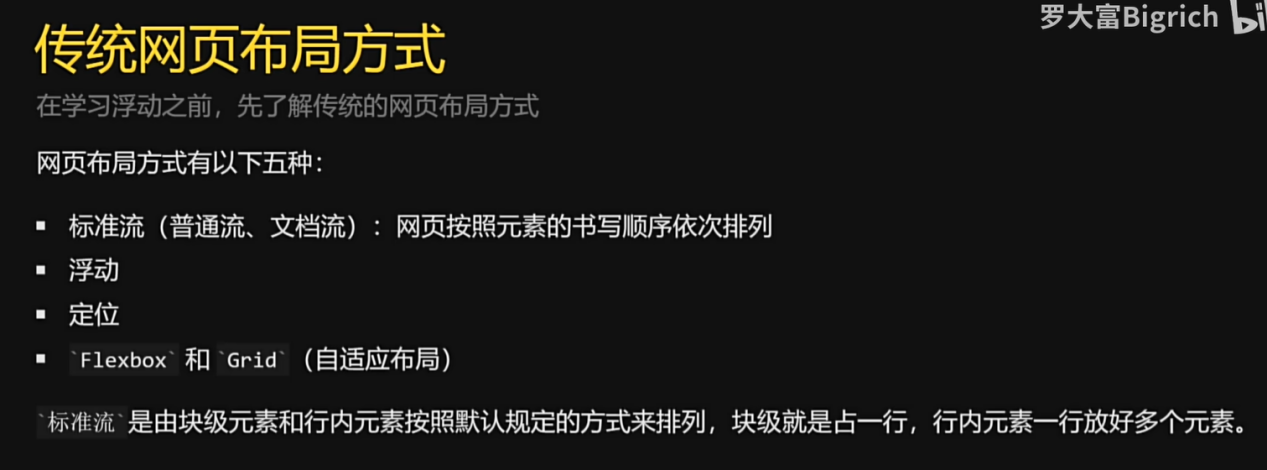 罗大富Bigrich
传统网页布局方式
在学习浮动之前，先了解传统的网页布局方式
网页布局方式有以下五种：
▪ 标准流（普通流、文档流）：网页按照元素的书写顺序依次排列
▪ 浮动
▪ 定位
▪ `Flexbox` 和 `Grid`（自适应布局）
`标准流`是由块级元素和行内元素按照默认规定的方式来排列，块级就是占一行，行内元素一行放好多个元素。